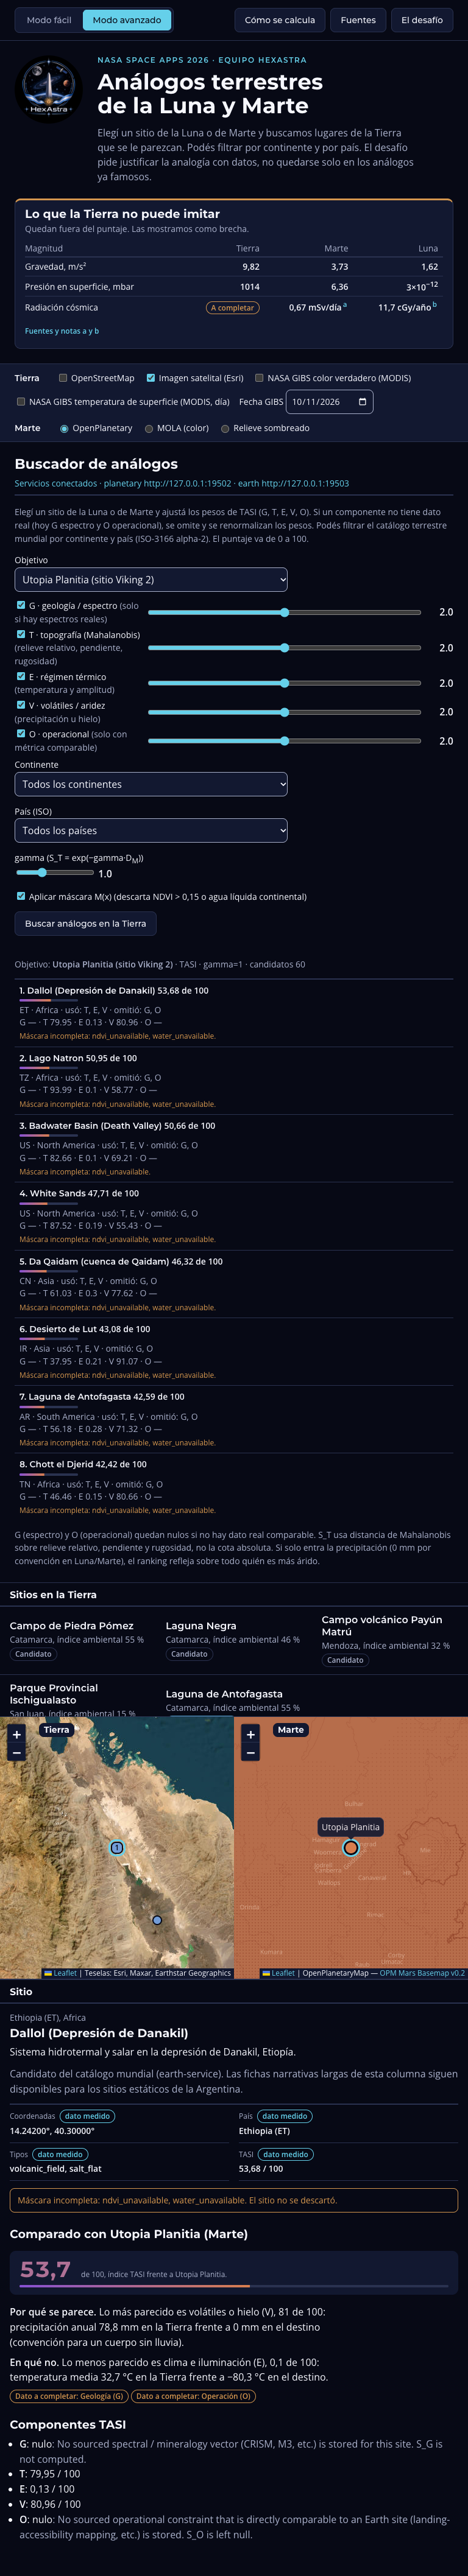 Modo fácil
Modo avanzado
Cómo se calcula
Fuentes
El desafío
HexAstra
NASA SPACE APPS 2026 · EQUIPO HEXASTRA
Análogos terrestres
de la Luna y Marte
Elegí un sitio de la Luna o de Marte y buscamos lugares de la Tierra
que se le parezcan. Podés filtrar por continente y por país. El desafío
pide justificar la analogía con datos, no quedarse solo en los análogos
ya famosos.
Lo que la Tierra no puede imitar
Quedan fuera del puntaje. Las mostramos como brecha.
Magnitud Tierra Marte Luna
Gravedad, m/s² 9,82 3,73 1,62
Presión en superficie, mbar 1014 6,36 3×10⁻¹²
Radiación cósmica A completar 0,67 mSv/día a 11,7 cGy/año b
Fuentes y notas a y b
Tierra OpenStreetMap Imagen satelital (Esri) NASA GIBS color verdadero (MODIS)
NASA GIBS temperatura de superficie (MODIS, día) Fecha GIBS 10/11/2026
Marte OpenPlanetary MOLA (color) Relieve sombreado
Buscador de análogos
Servicios conectados · planetary http://127.0.0.1:19502 · earth http://127.0.0.1:19503
Elegí un sitio de la Luna o de Marte y ajustá los pesos de TASI (G, T, E, V, O). Si un componente no tiene dato
real (hoy G espectro y O operacional), se omite y se renormalizan los pesos. Podés filtrar el catálogo terrestre
mundial por continente y país (ISO-3166 alpha-2). El puntaje va de 0 a 100.
Objetivo
Utopia Planitia (sitio Viking 2)
G · geología / espectro (solo
si hay espectros reales)
2.0
T · topografía (Mahalanobis)
(relieve relativo, pendiente,
rugosidad)
2.0
E · régimen térmico
(temperatura y amplitud)
2.0
V · volátiles / aridez
(precipitación u hielo)
2.0
O · operacional (solo con
métrica comparable)
2.0
Continente
Todos los continentes
País (ISO)
Todos los países
gamma (S_T = exp(−gamma·D_M))
1.0
Aplicar máscara M(x) (descarta NDVI > 0,15 o agua líquida continental)
Buscar análogos en la Tierra
Objetivo: Utopia Planitia (sitio Viking 2) · TASI · gamma=1 · candidatos 60
1. Dallol (Depresión de Danakil) 53,68 de 100
ET · Africa · usó: T, E, V · omitió: G, O
G — · T 79.95 · E 0.13 · V 80.96 · O —
Máscara incompleta: ndvi_unavailable, water_unavailable.
2. Lago Natron 50,95 de 100
TZ · Africa · usó: T, E, V · omitió: G, O
G — · T 93.99 · E 0.1 · V 58.77 · O —
Máscara incompleta: ndvi_unavailable, water_unavailable.
3. Badwater Basin (Death Valley) 50,66 de 100
US · North America · usó: T, E, V · omitió: G, O
G — · T 82.66 · E 0.1 · V 69.21 · O —
Máscara incompleta: ndvi_unavailable.
4. White Sands 47,71 de 100
US · North America · usó: T, E, V · omitió: G, O
G — · T 87.52 · E 0.19 · V 55.43 · O —
Máscara incompleta: ndvi_unavailable, water_unavailable.
5. Da Qaidam (cuenca de Qaidam) 46,32 de 100
CN · Asia · usó: T, E, V · omitió: G, O
G — · T 61.03 · E 0.3 · V 77.62 · O —
Máscara incompleta: ndvi_unavailable, water_unavailable.
6. Desierto de Lut 43,08 de 100
IR · Asia · usó: T, E, V · omitió: G, O
G — · T 37.95 · E 0.21 · V 91.07 · O —
Máscara incompleta: ndvi_unavailable, water_unavailable.
7. Laguna de Antofagasta 42,59 de 100
AR · South America · usó: T, E, V · omitió: G, O
G — · T 56.18 · E 0.28 · V 71.32 · O —
Máscara incompleta: ndvi_unavailable, water_unavailable.
8. Chott el Djerid 42,42 de 100
TN · Africa · usó: T, E, V · omitió: G, O
G — · T 46.46 · E 0.15 · V 80.66 · O —
Máscara incompleta: ndvi_unavailable, water_unavailable.
G (espectro) y O (operacional) quedan nulos si no hay dato real comparable. S_T usa distancia de Mahalanobis
sobre relieve relativo, pendiente y rugosidad, no la cota absoluta. Si solo entra la precipitación (0 mm por
convención en Luna/Marte), el ranking refleja sobre todo quién es más árido.
Sitios en la Tierra
Campo de Piedra Pómez
Catamarca, índice ambiental 55 %
Candidato
Laguna Negra
Catamarca, índice ambiental 46 %
Candidato
Campo volcánico Payún
Matrú
Mendoza, índice ambiental 32 %
Candidato
Parque Provincial
Ischigualasto
San Juan, índice ambiental 15 %
Laguna de Antofagasta
Catamarca, índice ambiental 55 %
+
−
Tierra
1
Leaflet | Teselas: Esri, Maxar, Earthstar Geographics
+
−
Marte
Utopia Planitia
Canaveral
Wallops
Roma
Leaflet | OpenPlanetaryMap — OPM Mars Basemap v0.2
Sitio
Ethiopia (ET), Africa
Dallol (Depresión de Danakil)
Sistema hidrotermal y salar en la depresión de Danakil, Etiopía.
Candidato del catálogo mundial (earth-service). Las fichas narrativas largas de esta columna siguen
disponibles para los sitios estáticos de la Argentina.
Coordenadas dato medido
14.24200°, 40.30000°
País dato medido
Ethiopia (ET)
Tipos dato medido
volcanic_field, salt_flat
TASI dato medido
53,68 / 100
Máscara incompleta: ndvi_unavailable, water_unavailable. El sitio no se descartó.
Comparado con Utopia Planitia (Marte)
53,7 de 100, índice TASI frente a Utopia Planitia.
Por qué se parece. Lo más parecido es volátiles o hielo (V), 81 de 100:
precipitación anual 78,8 mm en la Tierra frente a 0 mm en el destino
(convención para un cuerpo sin lluvia).
En qué no. Lo menos parecido es clima e iluminación (E), 0,1 de 100:
temperatura media 32,7 °C en la Tierra frente a −80,3 °C en el destino.
Dato a completar: Geología (G) Dato a completar: Operación (O)
Componentes TASI
• G: nulo: No sourced spectral / mineralogy vector (CRISM, M3, etc.) is stored for this site. S_G is
not computed.
• T: 79,95 / 100
• E: 0,13 / 100
• V: 80,96 / 100
• O: nulo: No sourced operational constraint that is directly comparable to an Earth site (landing-
accessibility mapping, etc.) is stored. S_O is left null.